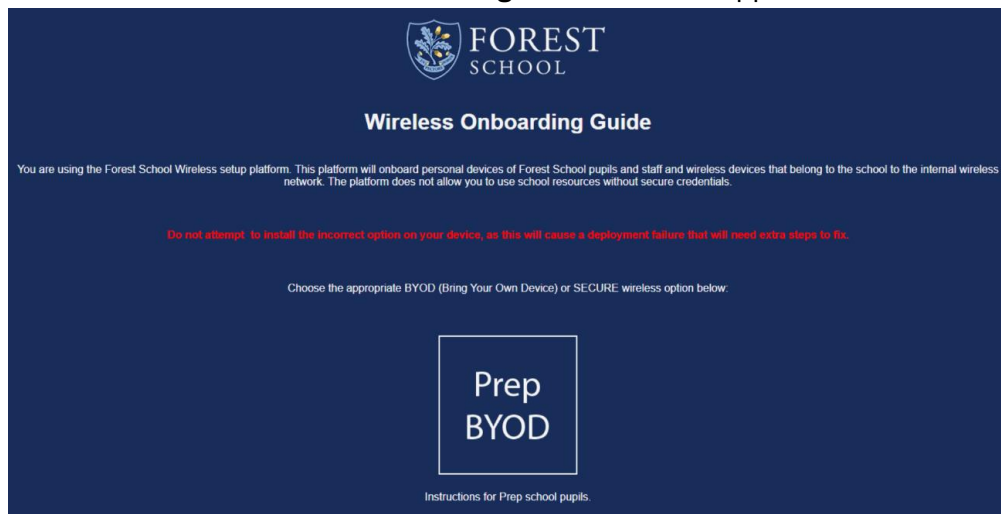 FOREST
SCHOOL
Wireless Onboarding Guide
You are using the Forest School Wireless setup platform. This platform will onboard personal devices of Forest School pupils and staff and wireless devices that belong to the school to the internal wireless
network. The platform does not allow you to use school resources without secure credentials.
Do not attempt to install the incorrect option on your device, as this will cause a deployment failure that will need extra steps to fix.
Choose the appropriate BYOD (Bring Your Own Device) or SECURE wireless option below:
Prep
BYOD
Instructions for Prep school pupils.